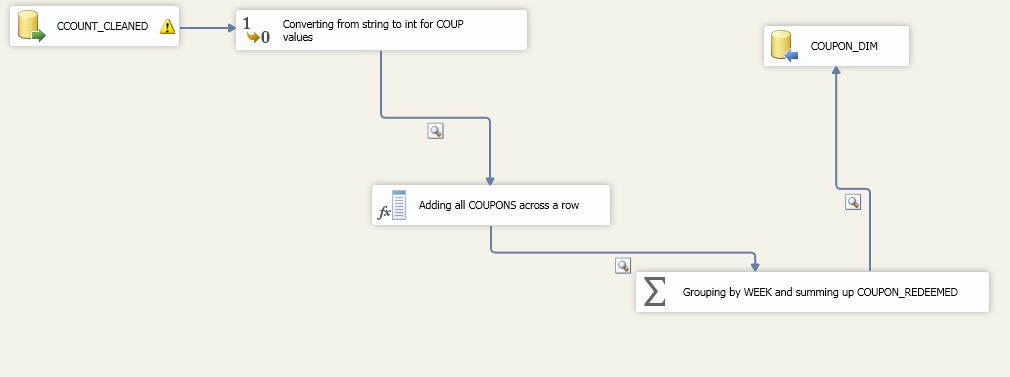 CCOUNT_CLEANED
1
0
Converting from string to int for COUP
values
COUPON_DIM
fx
Adding all COUPONS across a row
Σ
Grouping by WEEK and summing up COUPON_REDEEMED